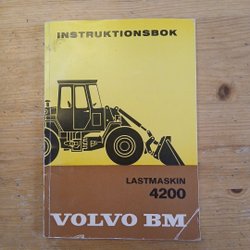 INSTRUKTIONSBOK
LASTMASKIN
4200
VOLVO BM